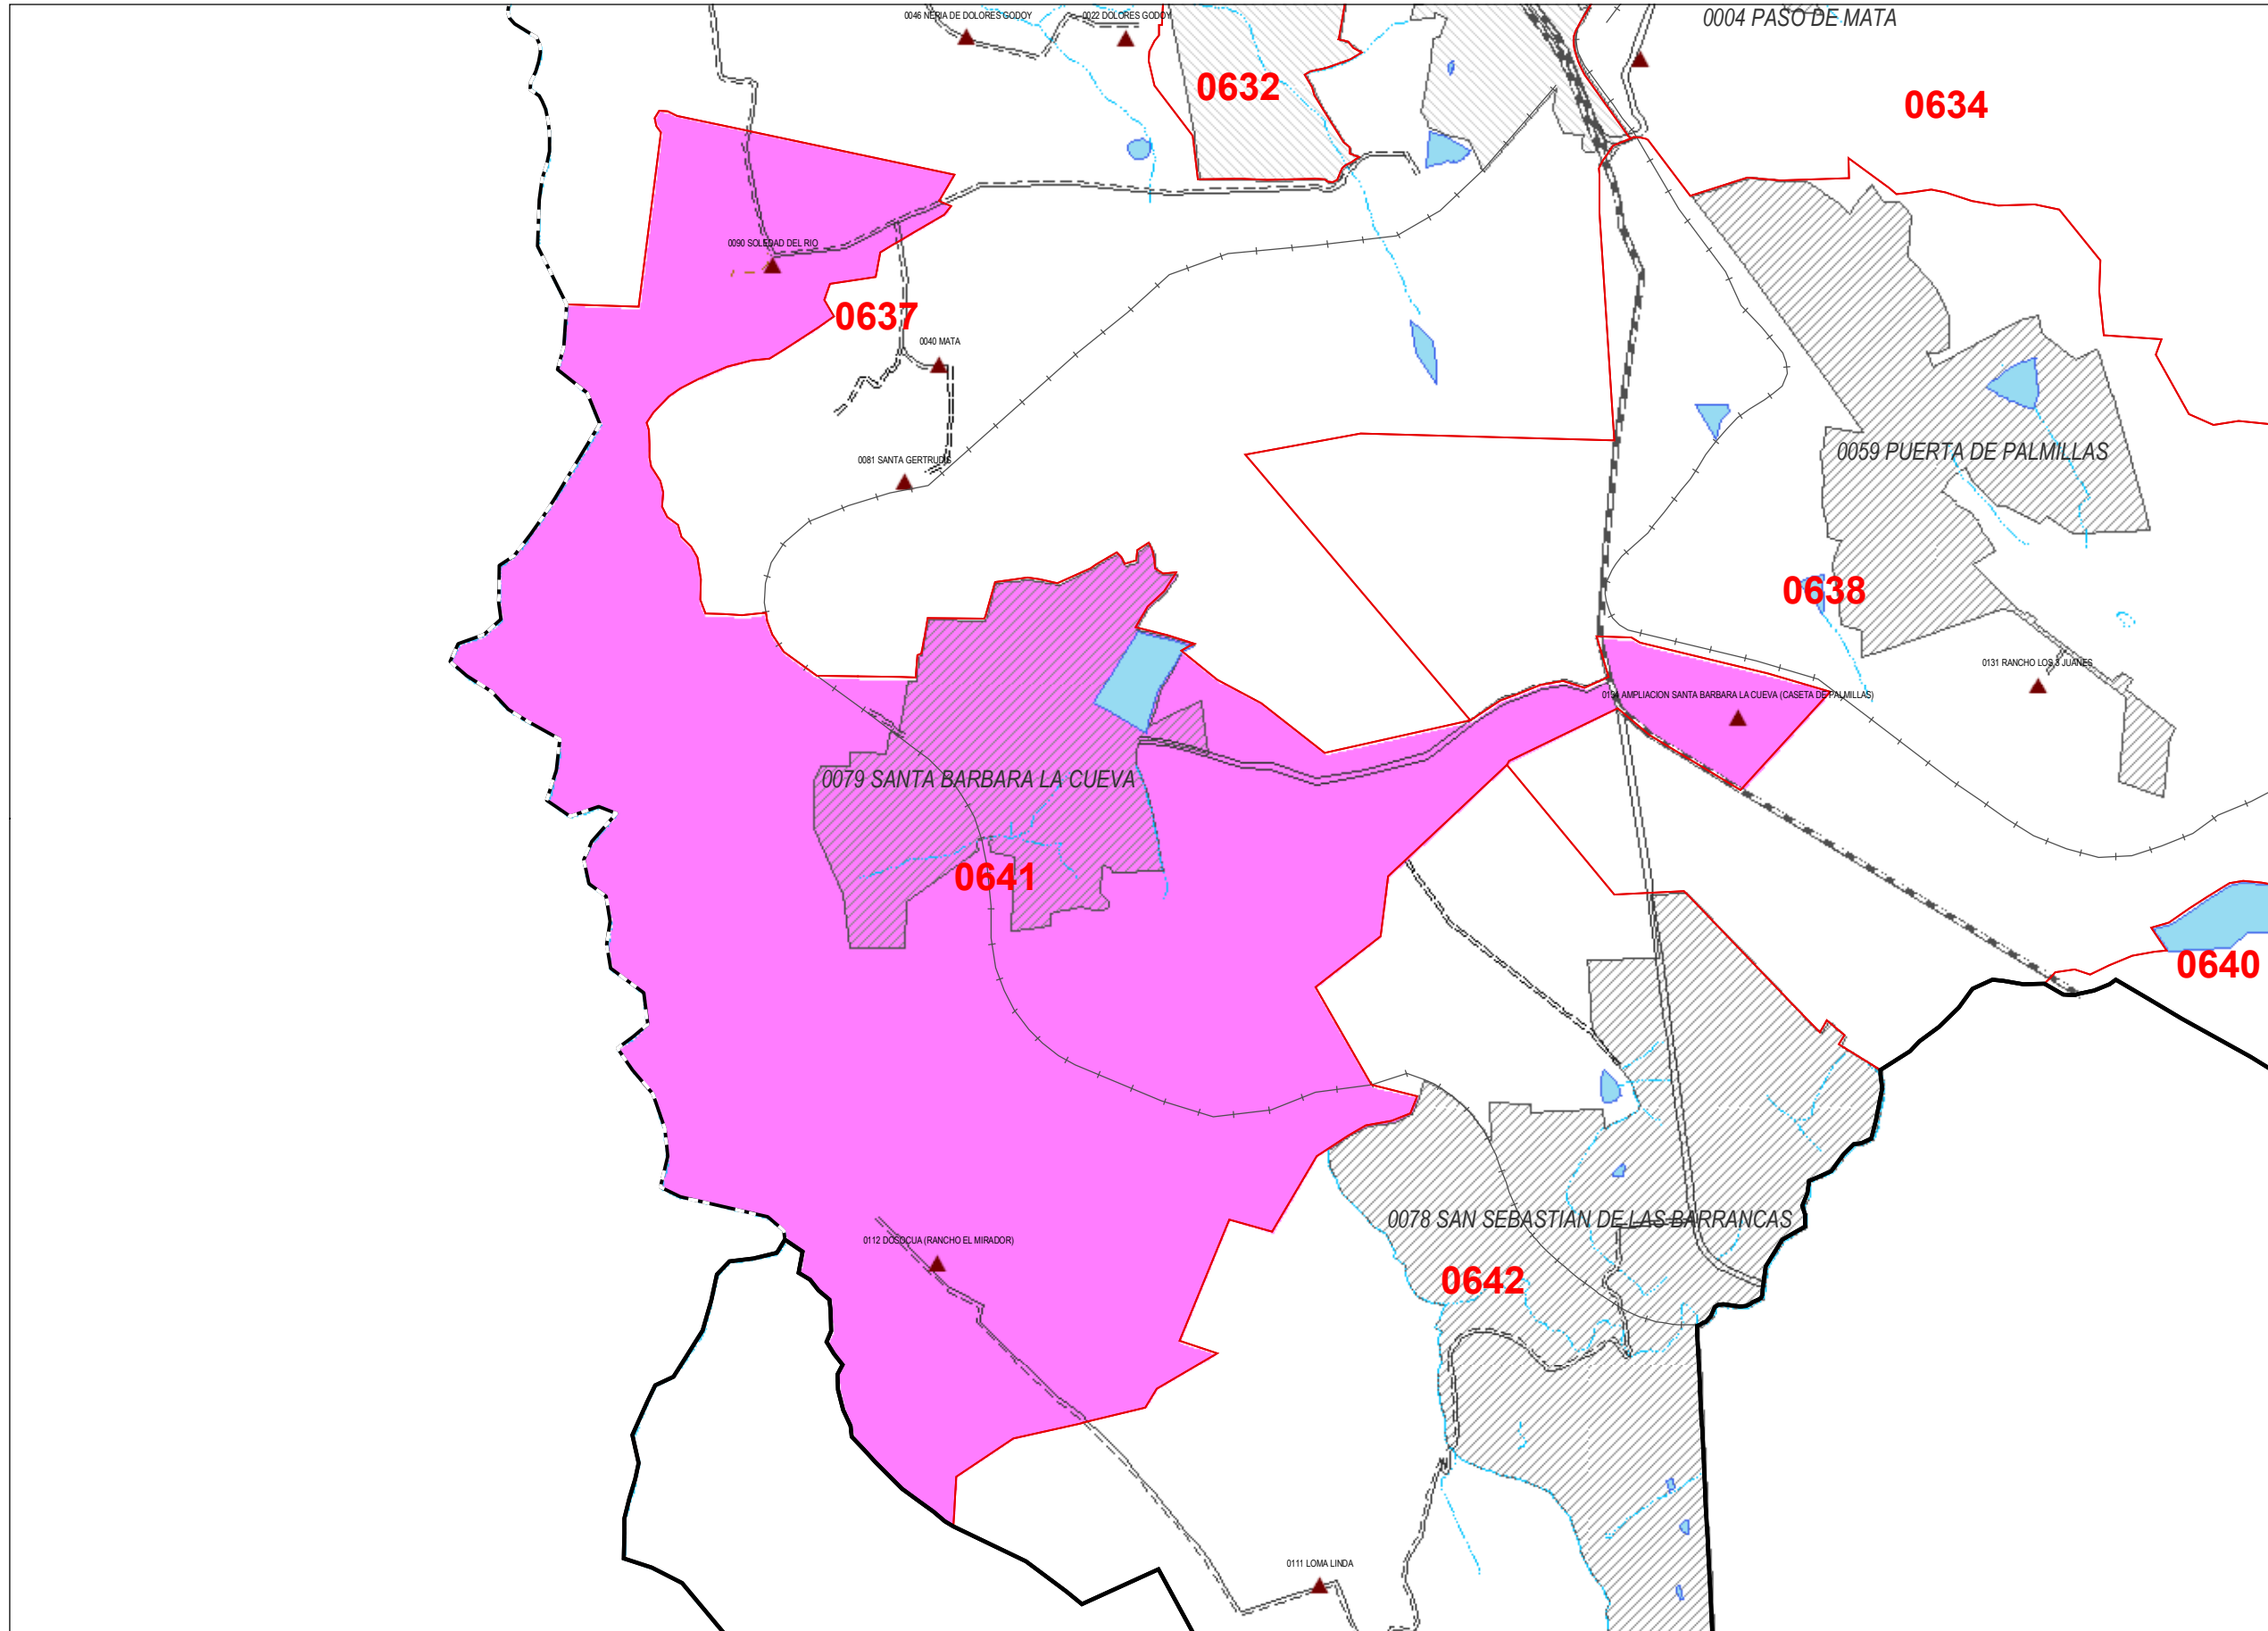 0046 NERIA DE DOLORES GODOY
0022 DOLORES GODOY
0004 PASO DE MATA
0632
0634
0090 SOLEDAD DEL RIO
0637
0040 MATA
0081 SANTA GERTRUDIS
0059 PUERTA DE PALMILLAS
0638
0131 RANCHO LOS 3 JUANES
AMPLIACION SANTA BARBARA LA CUEVA (CASETA DE PALMILLAS)
0079 SANTA BARBARA LA CUEVA
0641
0640
0078 SAN SEBASTIAN DE LAS BARRANCAS
0112 DOSOCUA (RANCHO EL MIRADOR)
0642
0111 LOMA LINDA